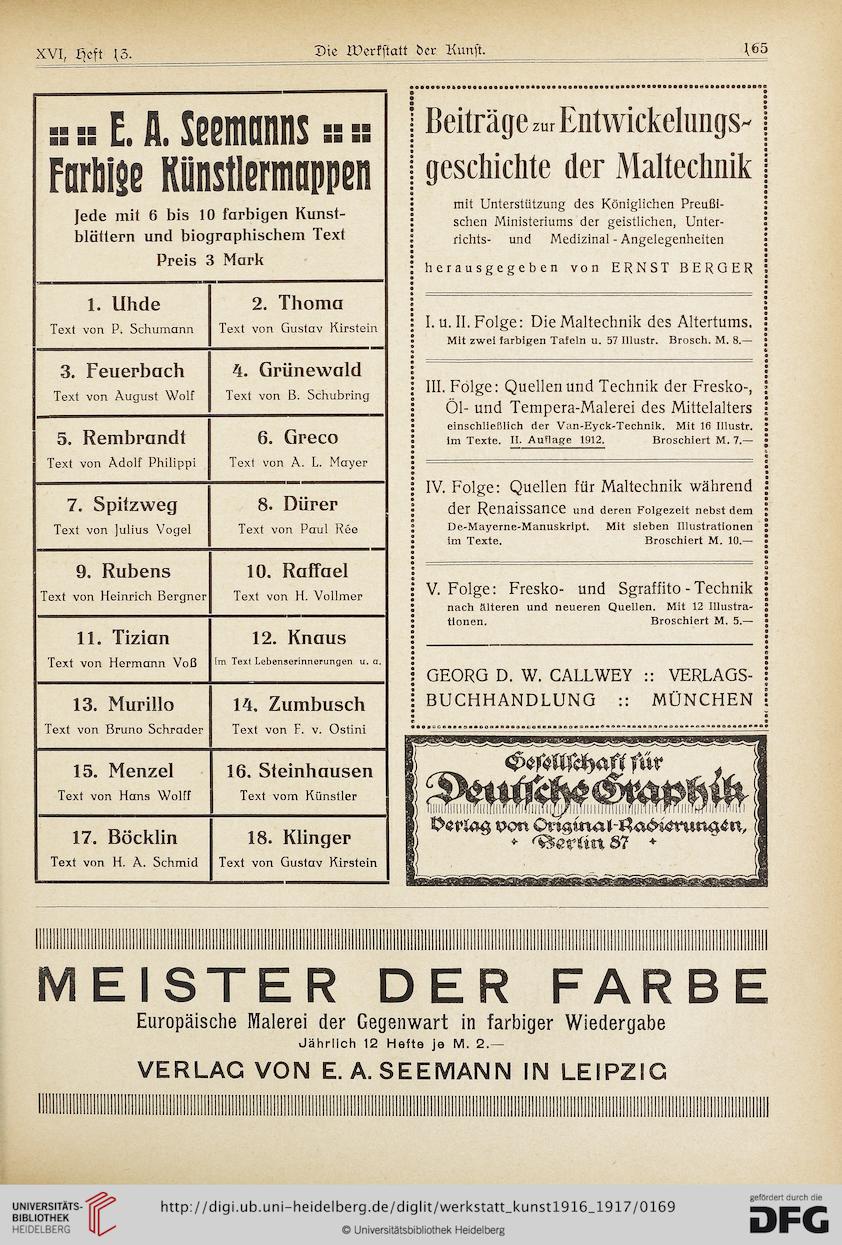 XVI, Heft 13.
Die Werkstatt der Kunst.
165
:: :: E. A. Seemanns :: ::
Farbige Künstlermappen
Jede mit 6 bis 10 farbigen Kunst-
blättern und biographischem Text
Preis 3 Mark
1. Uhde
Text von P. Schumann
2. Thoma
Text von Gustav Kirstein
3. Feuerbach
Text von August Wolf
4. Grünewald
Text von B. Schubring
5. Rembrandt
Text von Adolf Philippi
6. Greco
Text von A. L. Mayer
7. Spitzweg
Text von Julius Vogel
8. Dürer
Text von Paul Rée
9. Rubens
Text von Heinrich Bergner
10. Raffael
Text von H. Vollmer
11. Tizian
Text von Hermann Voß
12. Knaus
Im Text Lebenserinnerungen u. a.
13. Murillo
Text von Bruno Schrader
14. Zumbusch
Text von F. v. Ostini
15. Menzel
Text von Hans Wolff
16. Steinhausen
Text vom Künstler
17. Böcklin
Text von H. A. Schmid
18. Klinger
Text von Gustav Kirstein
Beiträge zur Entwickelungs-
geschichte der Maltechnik
mit Unterstützung des Königlichen Preußi-
schen Ministeriums der geistlichen, Unter-
richts- und Medizinal-Angelegenheiten
herausgegeben von ERNST BERGER
I. u. II. Folge: Die Maltechnik des Altertums.
Mit zwei farbigen Tafeln u. 57 Illustr. Brosch. M. 8.—
III. Folge: Quellen und Technik der Fresko-,
Öl- und Tempera-Malerei des Mittelalters
einschließlich der Van-Eyck-Technik. Mit 16 Illustr.
im Texte. II. Auflage 1912. Broschiert M. 7.—
IV. Folge: Quellen für Maltechnik während
der Renaissance und deren Folgezeit nebst dem
De-Mayerne-Manuskript. Mit sieben Illustrationen
im Texte. Broschiert M. 10.—
V. Folge: Fresko- und Sgraffito-Technik
nach älteren und neueren Quellen. Mit 12 Illustra-
tionen. Broschiert M. 5.—
GEORG D. W. CALLWEY :: VERLAGS-
BUCHHANDLUNG :: MÜNCHEN
Gesellschaft für
Deutsche Graphik
Verlag von Original-Radierungen,
Berlin 87
MEISTER DER FARBE
Europäische Malerei der Gegenwart in farbiger Wiedergabe
Jährlich 12 Hefte je M. 2.—
VERLAG VON E. A. SEEMANN IN LEIPZIG
UNIVERSITÄTS-
BIBLIOTHEK
HEIDELBERG
http://digi.ub.uni-heidelberg.de/diglit/werkstatt_kunst1916_1917/0169
© Universitätsbibliothek Heidelberg
gefördert durch die
DFG